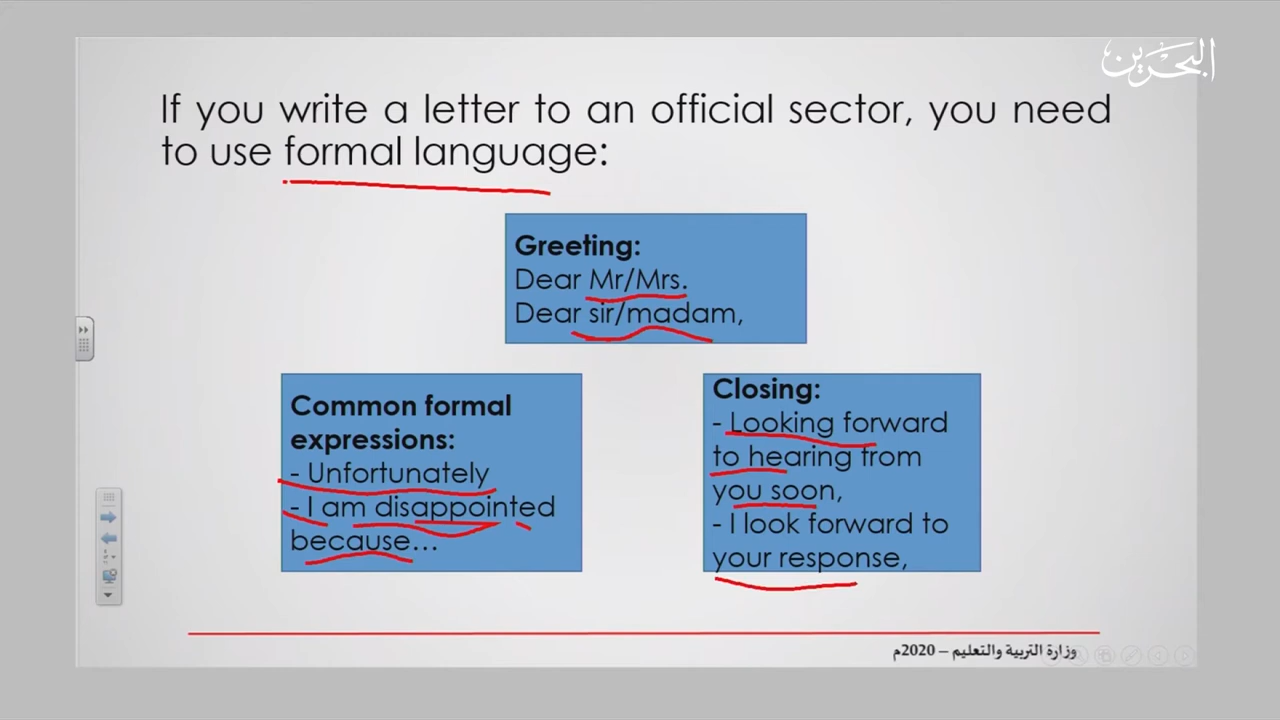 البحرين
If you write a letter to an official sector, you need
to use formal language:
Greeting:
Dear Mr/Mrs.
Dear sir/madam,
Common formal
expressions:
- Unfortunately
- I am disappointed
because...
Closing:
- Looking forward
to hearing from
you soon,
- I look forward to
your response,
وزارة التربية والتعليم – 2020م